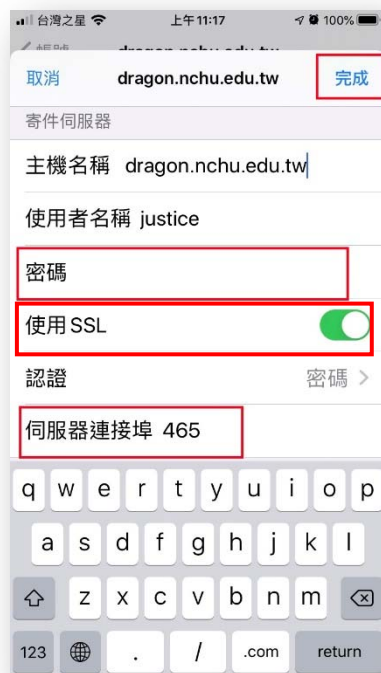 台灣之星 上午11:17 100%
取消 dragon.nchu.edu.tw 完成
寄件伺服器
主機名稱 dragon.nchu.edu.tw
使用者名稱 justice
密碼
使用SSL
認證 密碼 >
伺服器連接埠 465
q w e r t y u i o p
a s d f g h j k l
z x c v b n m
123 . / .com return